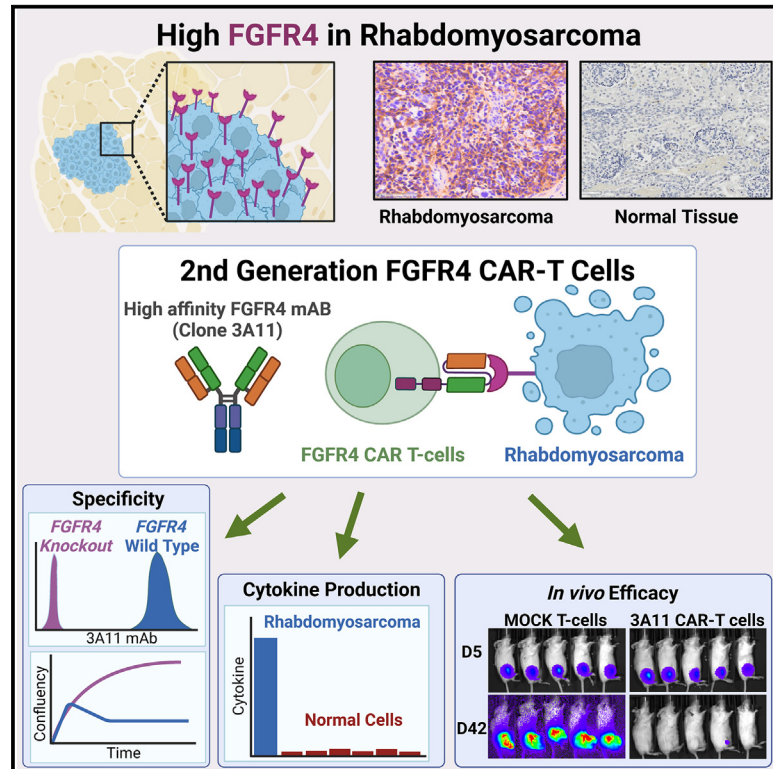 High FGFR4 in Rhabdomyosarcoma
Rhabdomyosarcoma
Normal Tissue
2nd Generation FGFR4 CAR-T Cells
High affinity FGFR4 mAB
(Clone 3A11)
FGFR4 CAR T-cells
Rhabdomyosarcoma
Specificity
FGFR4
Knockout
FGFR4
Wild Type
3A11 mAb
Confluency
Time
Cytokine Production
Rhabdomyosarcoma
Cytokine
Normal Cells
In vivo Efficacy
MOCK T-cells
3A11 CAR-T cells
D5
D42